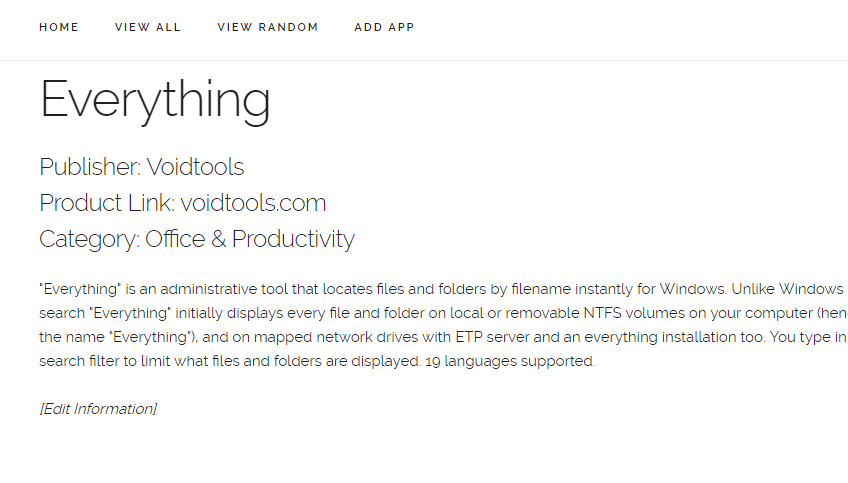 HOME VIEW ALL VIEW RANDOM ADD APP
Everything
Publisher: Voidtools
Product Link: voidtools.com
Category: Office & Productivity
"Everything" is an administrative tool that locates files and folders by filename instantly for Windows. Unlike Windows
search "Everything" initially displays every file and folder on local or removable NTFS volumes on your computer (hen
the name "Everything"), and on mapped network drives with ETP server and an everything installation too. You type in
search filter to limit what files and folders are displayed. 19 languages supported.
[Edit Information]